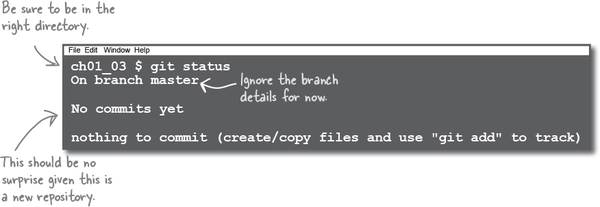 Be sure to be in the
right directory.
File Edit Window Help
ch01_03 $ git status
On branch master
Ignore the branch
details for now.
No commits yet
nothing to commit (create/copy files and use "git add" to track)
This should be no
surprise given this is
a new repository.